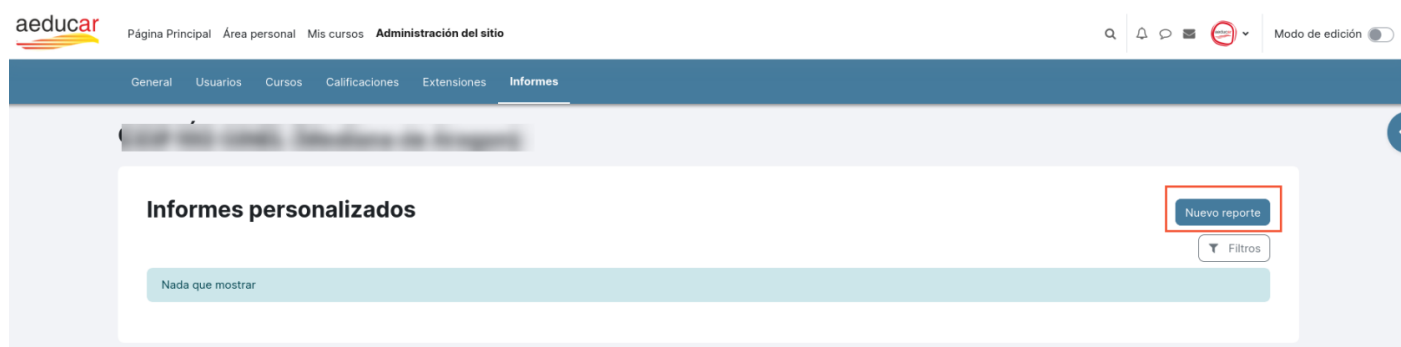 aeducar
Página Principal Área personal Mis cursos Administración del sitio
Modo de edición
General Usuarios Cursos Calificaciones Extensiones Informes
Informes personalizados
Nuevo reporte
Filtros
Nada que mostrar